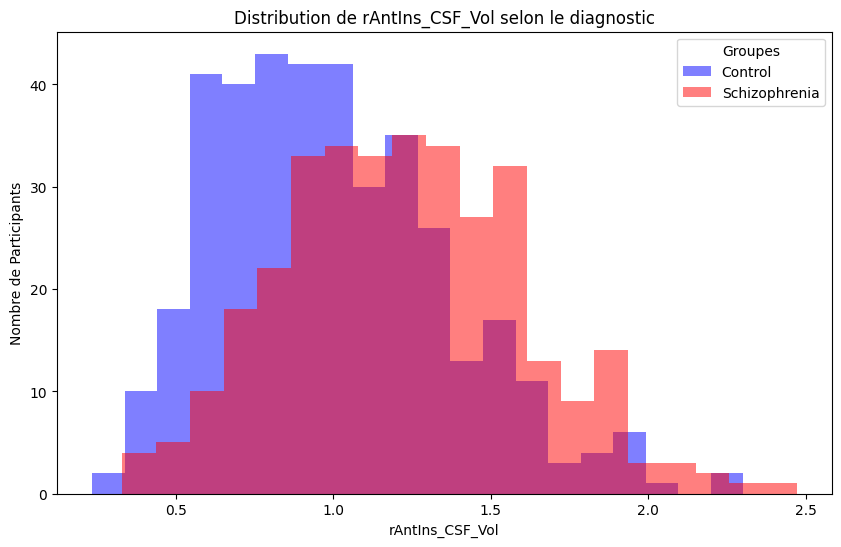 Distribution de rAntIns_CSF_Vol selon le diagnostic
Groupes
Control
Schizophrenia
Nombre de Participants
40
30
20
10
0
0.5
1.0
1.5
2.0
2.5
rAntIns_CSF_Vol